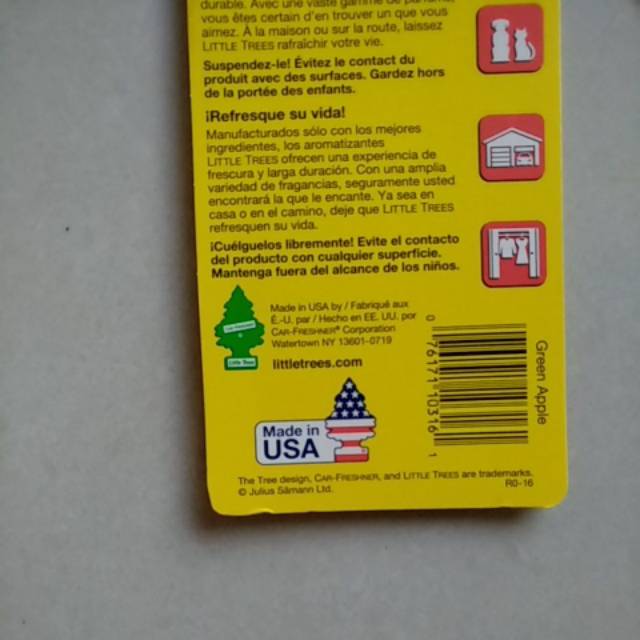 durable. Avec une vaste gamme de parfums,
vous êtes certain d'en trouver un que vous
aimez. À la maison ou sur la route, laissez
LITTLE TREES rafraîchir votre vie.
Suspendez-le! Évitez le contact du
produit avec des surfaces. Gardez hors
de la portée des enfants.
¡Refresque su vida!
Manufacturados sólo con los mejores
ingredientes, los aromatizantes
LITTLE TREES ofrecen una experiencia de
frescura y larga duración. Con una amplia
variedad de fragancias, seguramente usted
encontrará la que le encante. Ya sea en
casa o en el camino, deje que LITTLE TREES
refresquen su vida.
¡Cuélguelos libremente! Evite el contacto
del producto con cualquier superficie.
Mantenga fuera del alcance de los niños.
Made in USA by / Fabriqué aux
É.-U. par / Hecho en EE. UU. por
CAR-FRESHNER® Corporation
Watertown NY 13601-0719
littletrees.com
Little Trees
Made in
USA
0 76171 10316 1
Green Apple
The Tree design, CAR-FRESHNER, and LITTLE TREES are trademarks.
© Julius Sämann Ltd.
R0-16